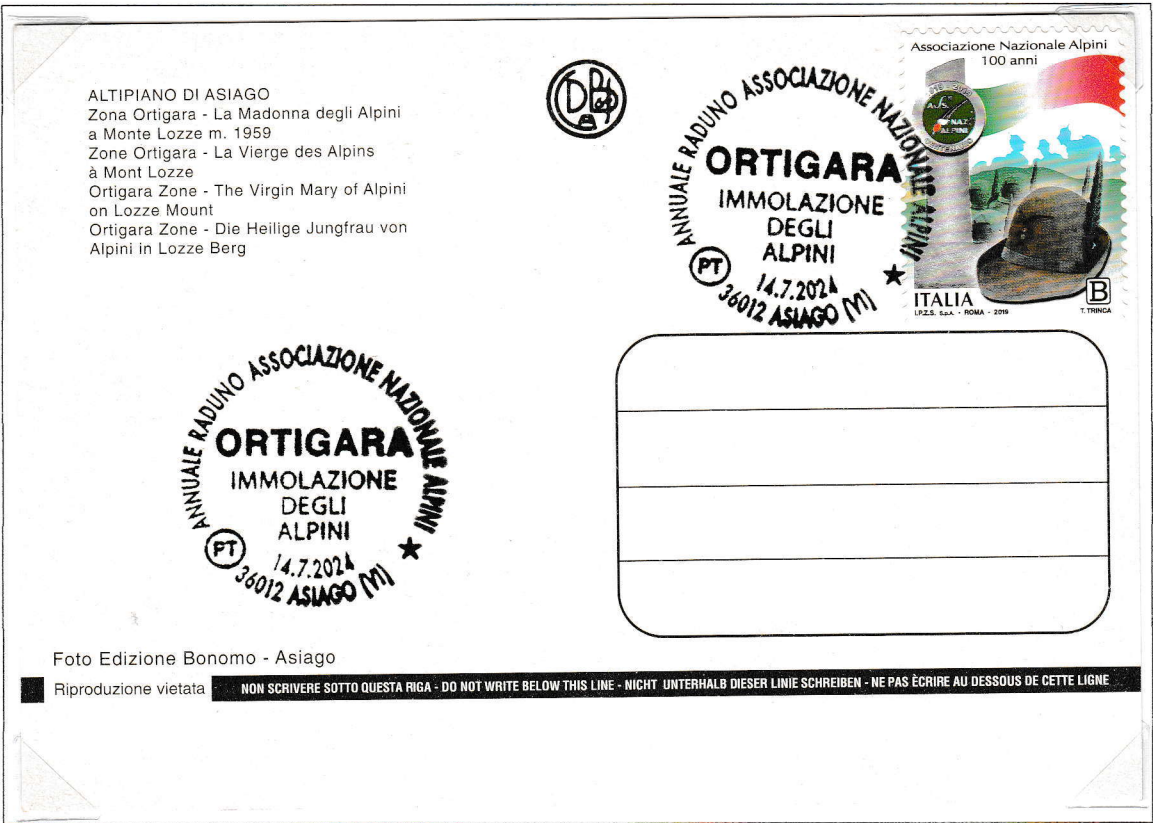 ALTIPIANO DI ASIAGO
Zona Ortigara - La Madonna degli Alpini
a Monte Lozze m. 1959
Zone Ortigara - La Vierge des Alpins
à Mont Lozze
Ortigara Zone - The Virgin Mary of Alpini
on Lozze Mount
Ortigara Zone - Die Heilige Jungfrau von
Alpini in Lozze Berg
ANNUALE RADUNO ASSOCIAZIONE NAZIONALE ALPINI
ORTIGARA
IMMOLAZIONE
DEGLI
ALPINI
PT
14.7.2024
36012 ASIAGO (VI)
Associazione Nazionale Alpini
100 anni
NAZ.
ALPINI
ITALIA
B
I.P.Z.S. S.p.A. - ROMA - 2019
T. TRINCA
ANNUALE RADUNO ASSOCIAZIONE NAZIONALE ALPINI
ORTIGARA
IMMOLAZIONE
DEGLI
ALPINI
PT
14.7.2024
36012 ASIAGO (VI)
Foto Edizione Bonomo - Asiago
Riproduzione vietata
NON SCRIVERE SOTTO QUESTA RIGA - DO NOT WRITE BELOW THIS LINE - NICHT UNTERHALB DIESER LINIE SCHREIBEN - NE PAS ÈCRIRE AU DESSOUS DE CETTE LIGNE